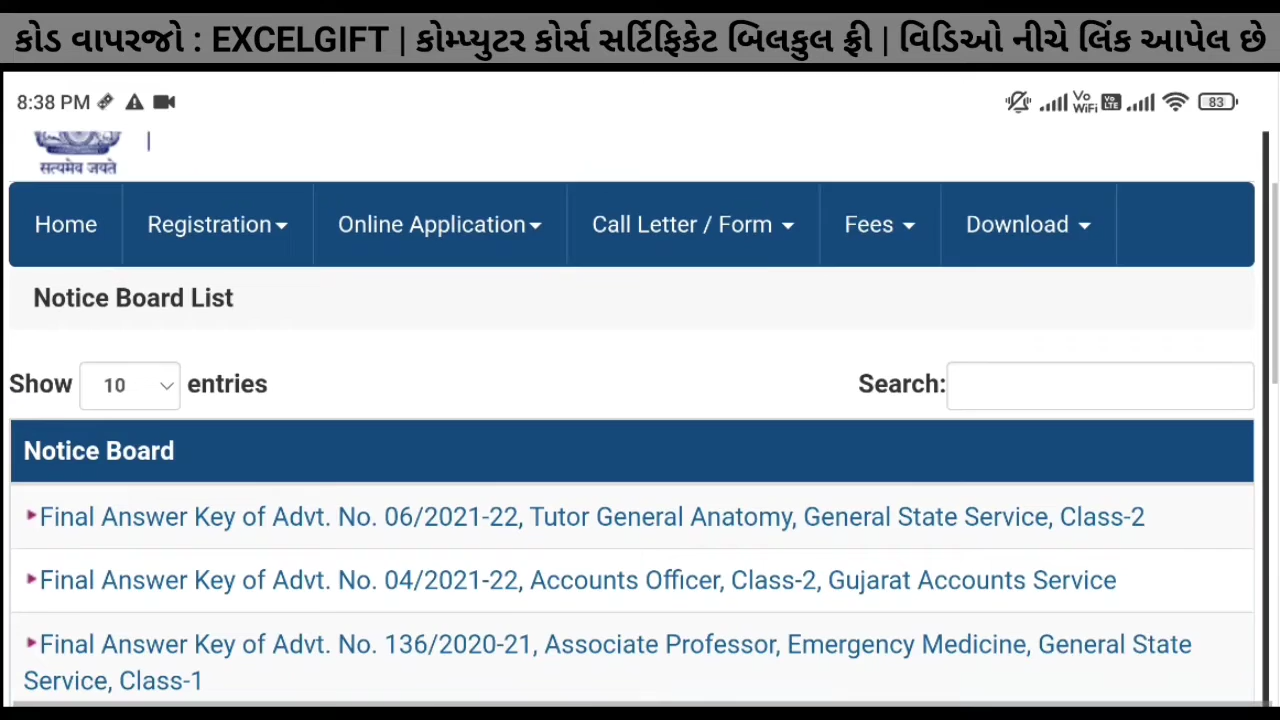 કોડ વાપરજો : EXCELGIFT | કોમ્પ્યુટર કોર્સ સર્ટિફિકેટ બિલકુલ ફ્રી | વિડિઓ નીચે લિંક આપેલ છે
8:38 PM Vo WiFi Vo LTE 83
सत्यमेव जयते
Home Registration Online Application Call Letter / Form Fees Download
Notice Board List
Show 10 entries Search:
Notice Board
Final Answer Key of Advt. No. 06/2021-22, Tutor General Anatomy, General State Service, Class-2
Final Answer Key of Advt. No. 04/2021-22, Accounts Officer, Class-2, Gujarat Accounts Service
Final Answer Key of Advt. No. 136/2020-21, Associate Professor, Emergency Medicine, General State
Service, Class-1